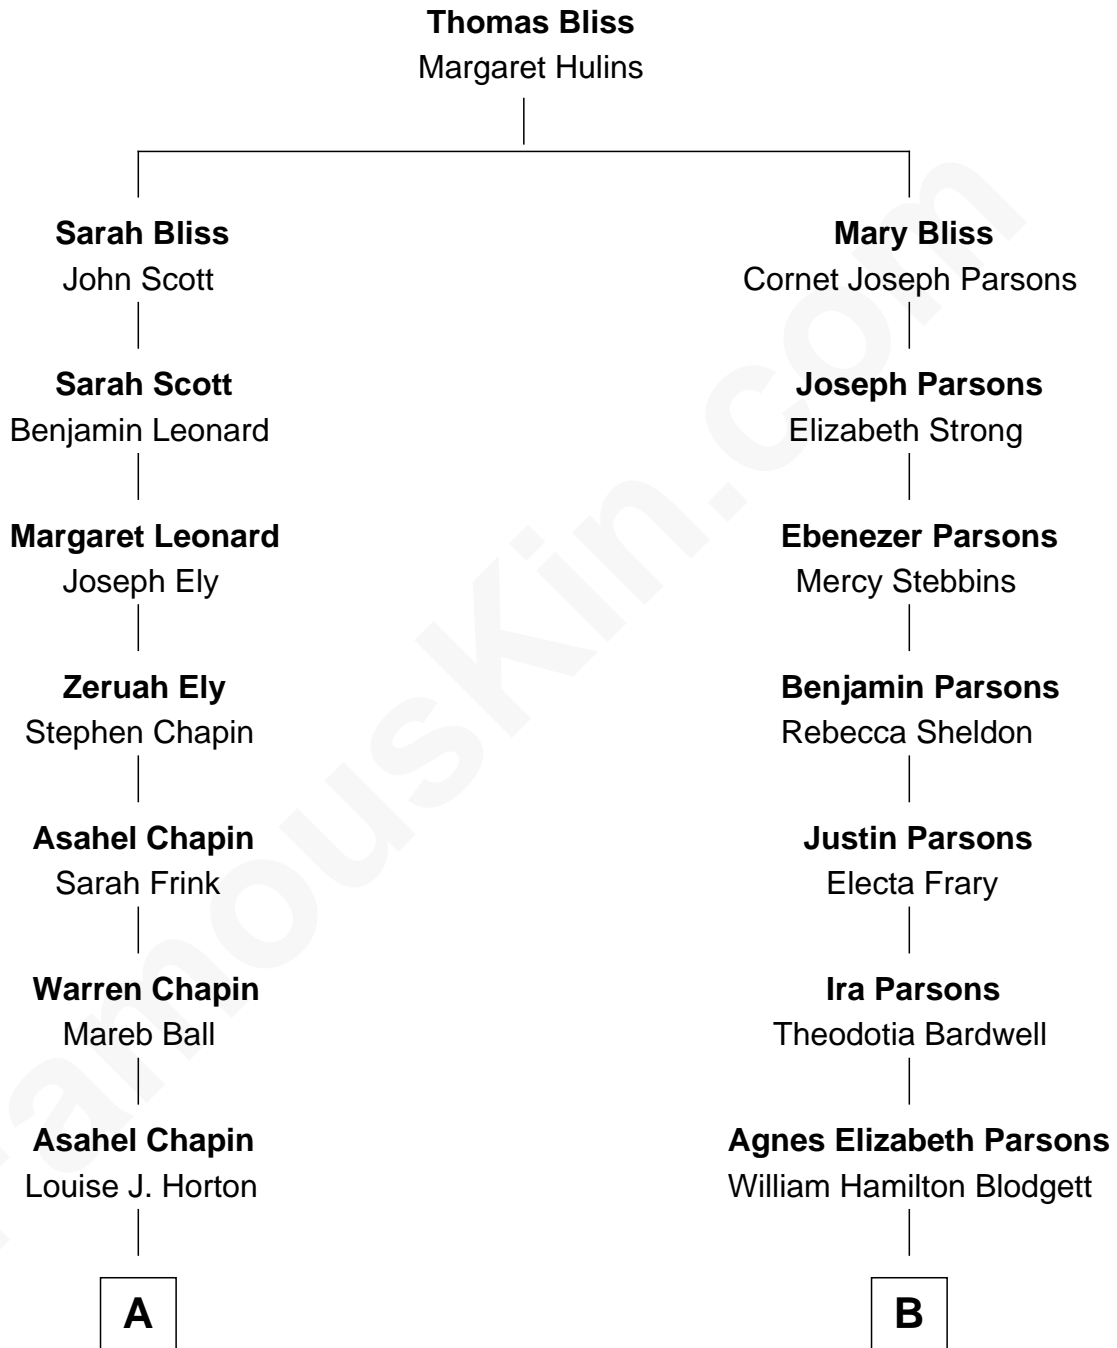 Thomas Bliss
Margaret Hulins
Sarah Bliss
John Scott
Mary Bliss
Cornet Joseph Parsons
Sarah Scott
Benjamin Leonard
Joseph Parsons
Elizabeth Strong
Margaret Leonard
Joseph Ely
Ebenezer Parsons
Mercy Stebbins
Zeruah Ely
Stephen Chapin
Benjamin Parsons
Rebecca Sheldon
Asahel Chapin
Sarah Frink
Justin Parsons
Electa Frary
Warren Chapin
Mareb Ball
Ira Parsons
Theodotia Bardwell
Asahel Chapin
Louise J. Horton
Agnes Elizabeth Parsons
William Hamilton Blodgett
A
B
FamousKin.com